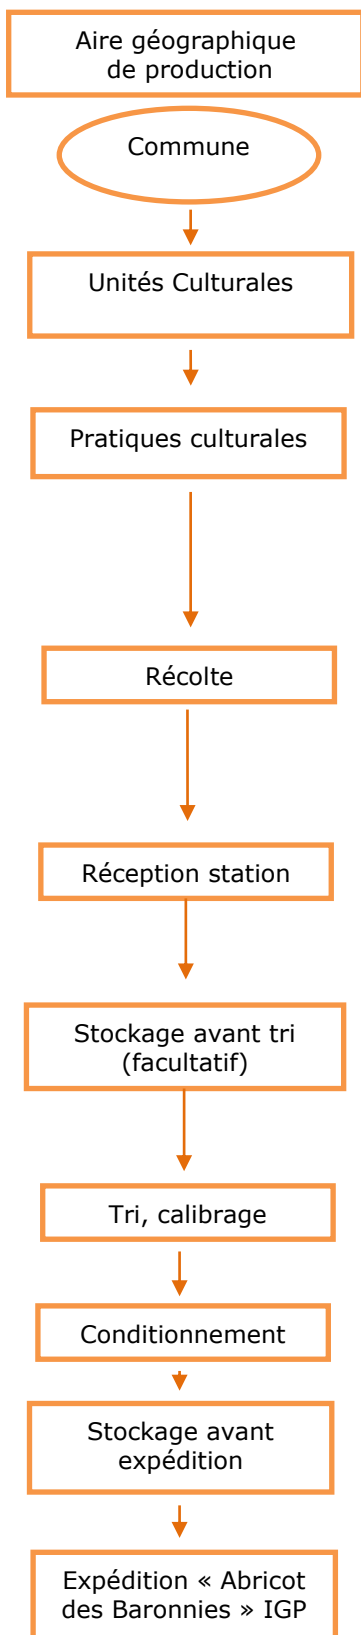 Aire géographique
de production
Commune
Unités Culturales
Pratiques culturales
Récolte
Réception station
Stockage avant tri
(facultatif)
Tri, calibrage
Conditionnement
Stockage avant
expédition
Expédition « Abricot
des Baronnies » IGP